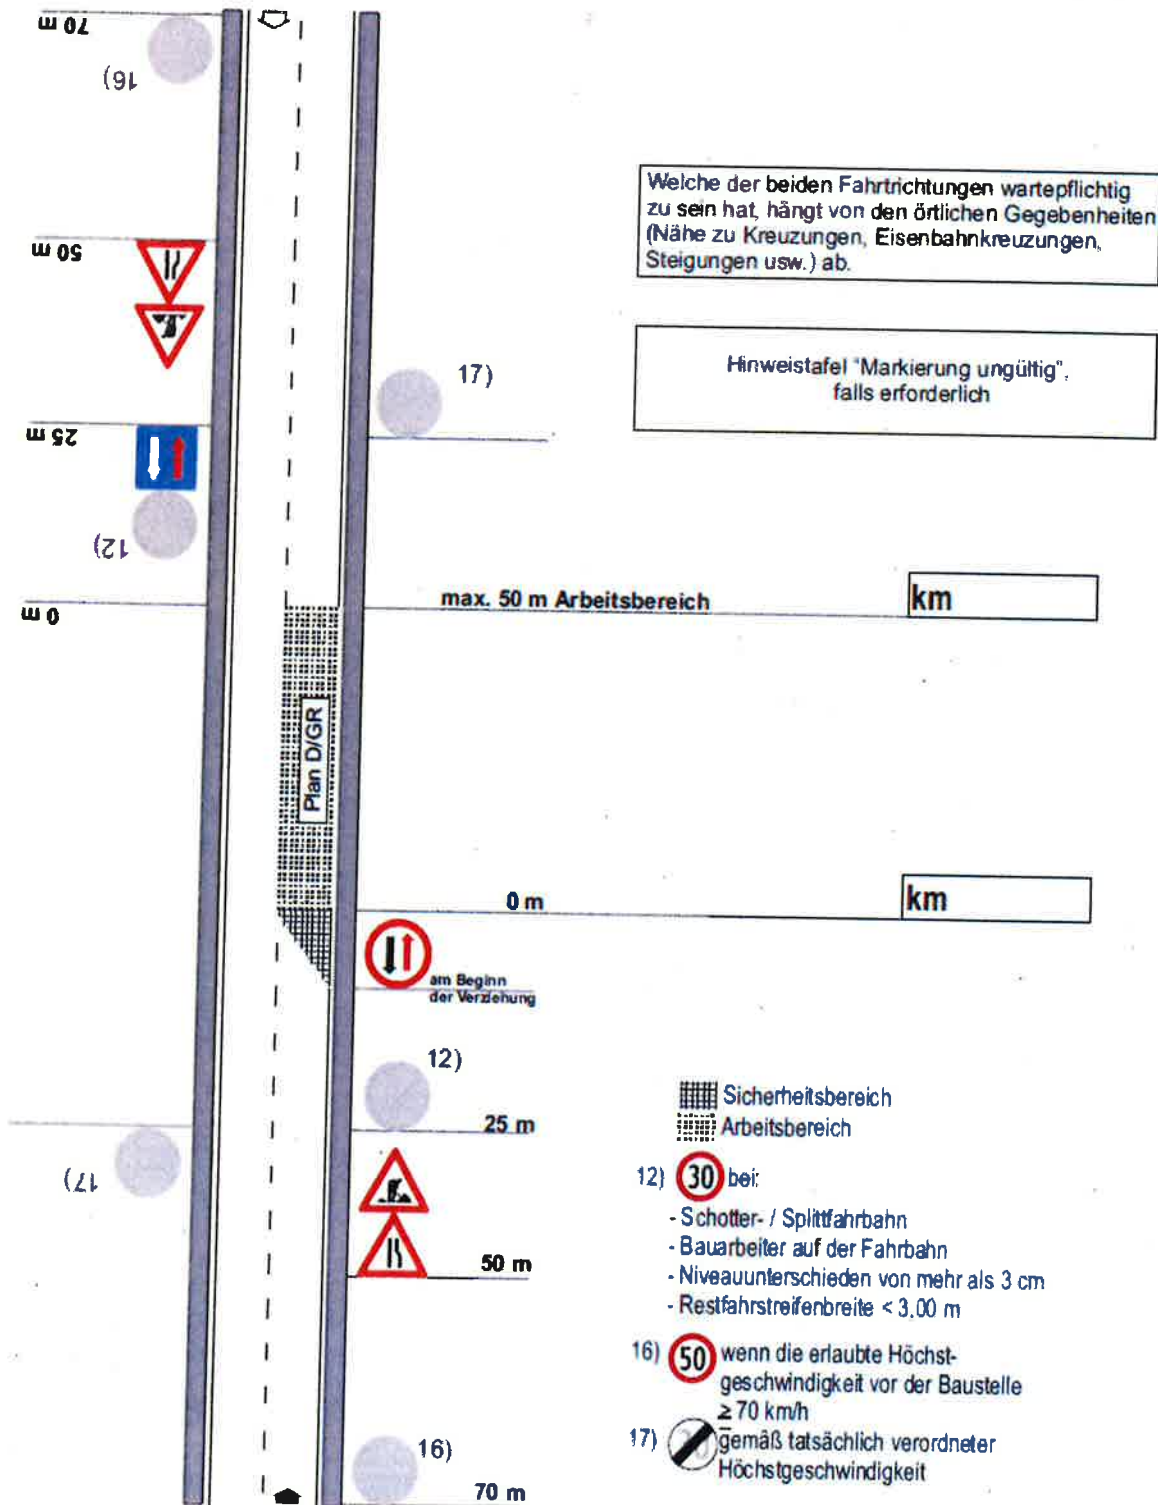 70 m
16)
50 m
25 m
12)
0 m
17)
Welche der beiden Fahrtrichtungen wartepflichtig
zu sein hat, hängt von den örtlichen Gegebenheiten
(Nähe zu Kreuzungen, Eisenbahnkreuzungen,
Steigungen usw.) ab.
Hinweistafel "Markierung ungültig",
falls erforderlich
max. 50 m Arbeitsbereich
km
Plan D/GR
0 m
km
am Beginn
der Verziehung
12)
25 m
17)
50 m
16)
70 m
Sicherheitsbereich
Arbeitsbereich
12) 30 bei:
- Schotter- / Splittfahrbahn
- Bauarbeiter auf der Fahrbahn
- Niveauunterschieden von mehr als 3 cm
- Restfahrstreifenbreite < 3,00 m
16) 50 wenn die erlaubte Höchst-
geschwindigkeit vor der Baustelle
≥ 70 km/h
17) gemäß tatsächlich verordneter
Höchstgeschwindigkeit